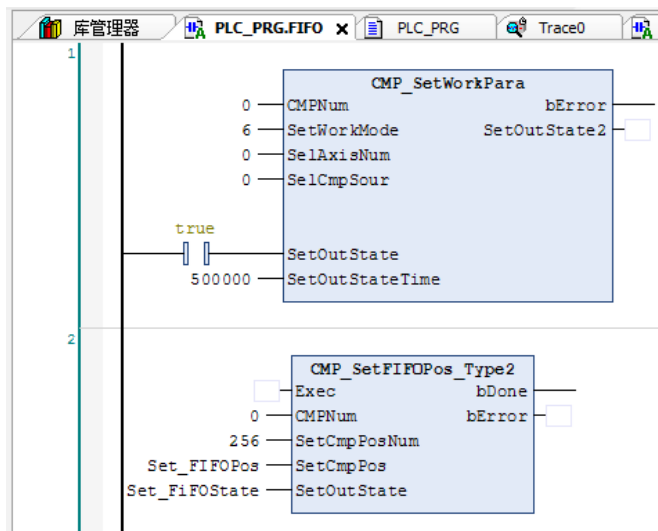 库管理器 PLC_PRG.FIFO x PLC_PRG Trace0
1
CMP_SetWorkPara
0 CMPNum bError
6 SetWorkMode SetOutState2
0 SelAxisNum
0 SelCmpSour
true
SetOutState
500000 SetOutStateTime
2
CMP_SetFIFOPos_Type2
Exec bDone
0 CMPNum bError
256 SetCmpPosNum
Set_FIFOPos SetCmpPos
Set_FiFOState SetOutState